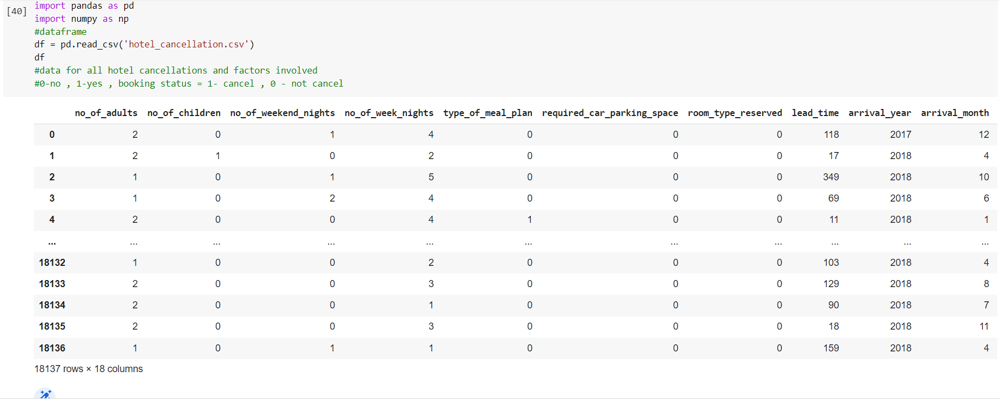 [40] import pandas as pd
import numpy as np
#dataframe
df = pd.read_csv('hotel_cancellation.csv')
df
#data for all hotel cancellations and factors involved
#0-no , 1-yes , booking status = 1- cancel , 0 - not cancel
no_of_adults no_of_children no_of_weekend_nights no_of_week_nights type_of_meal_plan required_car_parking_space room_type_reserved lead_time arrival_year arrival_month
0 2 0 1 4 0 0 0 118 2017 12
1 2 1 0 2 0 0 0 17 2018 4
2 1 0 1 5 0 0 0 349 2018 10
3 1 0 2 4 0 0 0 69 2018 6
4 2 0 0 4 1 0 0 11 2018 1
... ... ... ... ... ... ... ... ... ... ...
18132 1 0 0 2 0 0 0 103 2018 4
18133 2 0 0 3 0 0 0 129 2018 8
18134 2 0 0 1 0 0 0 90 2018 7
18135 2 0 0 3 0 0 0 18 2018 11
18136 1 0 1 1 0 0 0 159 2018 4
18137 rows × 18 columns